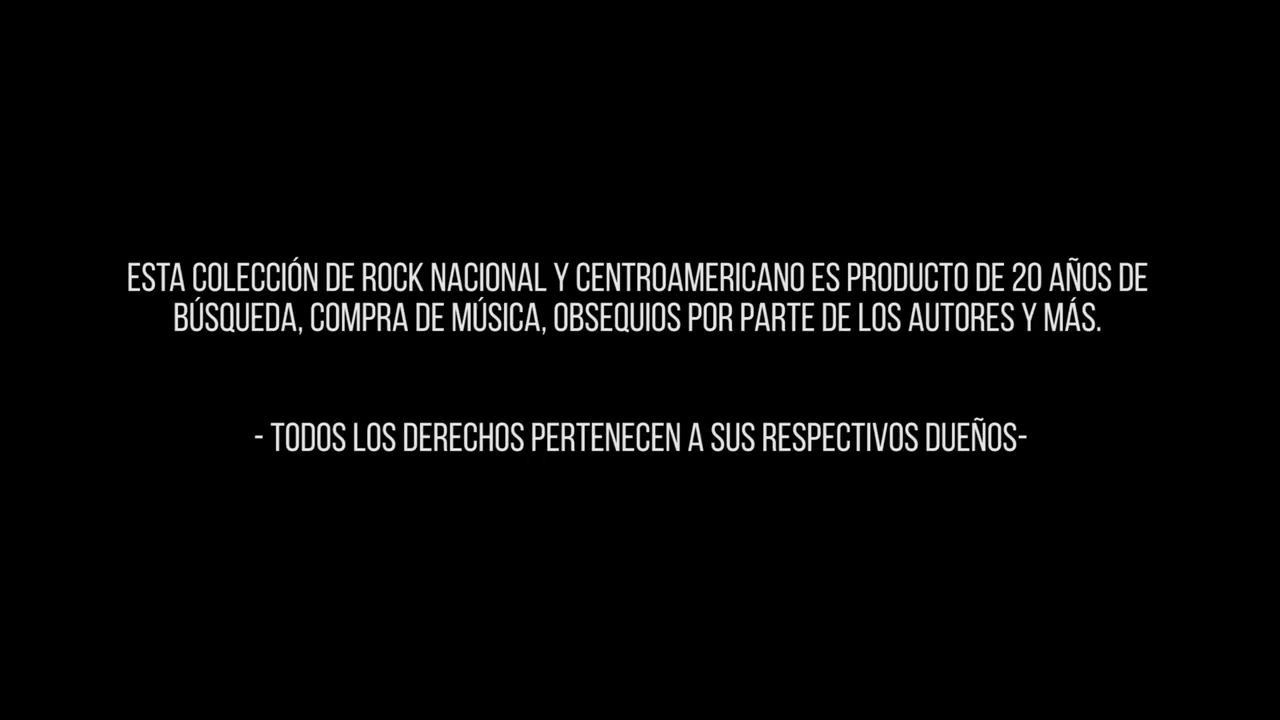 ESTA COLECCIÓN DE ROCK NACIONAL Y CENTROAMERICANO ES PRODUCTO DE 20 AÑOS DE
BÚSQUEDA, COMPRA DE MÚSICA, OBSEQUIOS POR PARTE DE LOS AUTORES Y MÁS.
- TODOS LOS DERECHOS PERTENECEN A SUS RESPECTIVOS DUEÑOS-